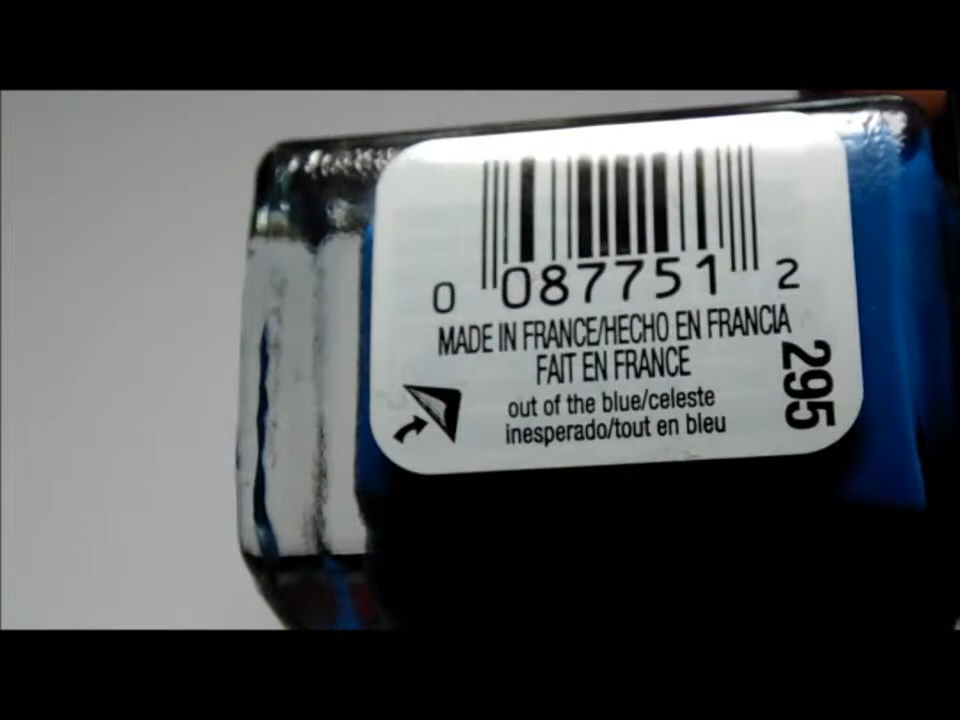 0 087751 2
MADE IN FRANCE/HECHO EN FRANCIA
FAIT EN FRANCE
out of the blue/celeste
inesperado/tout en bleu
295